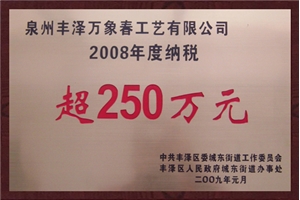 泉州丰泽万象春工艺有限公司
2008年度纳税
超250万元
中共丰泽区委城东街道工作委员会
丰泽区人民政府城东街道办事处
二〇〇九年元月